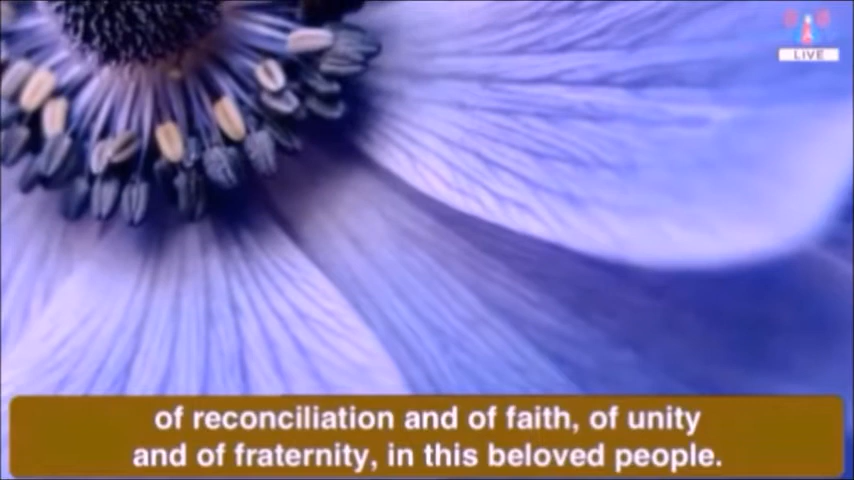 LIVE
of reconciliation and of faith, of unity
and of fraternity, in this beloved people.